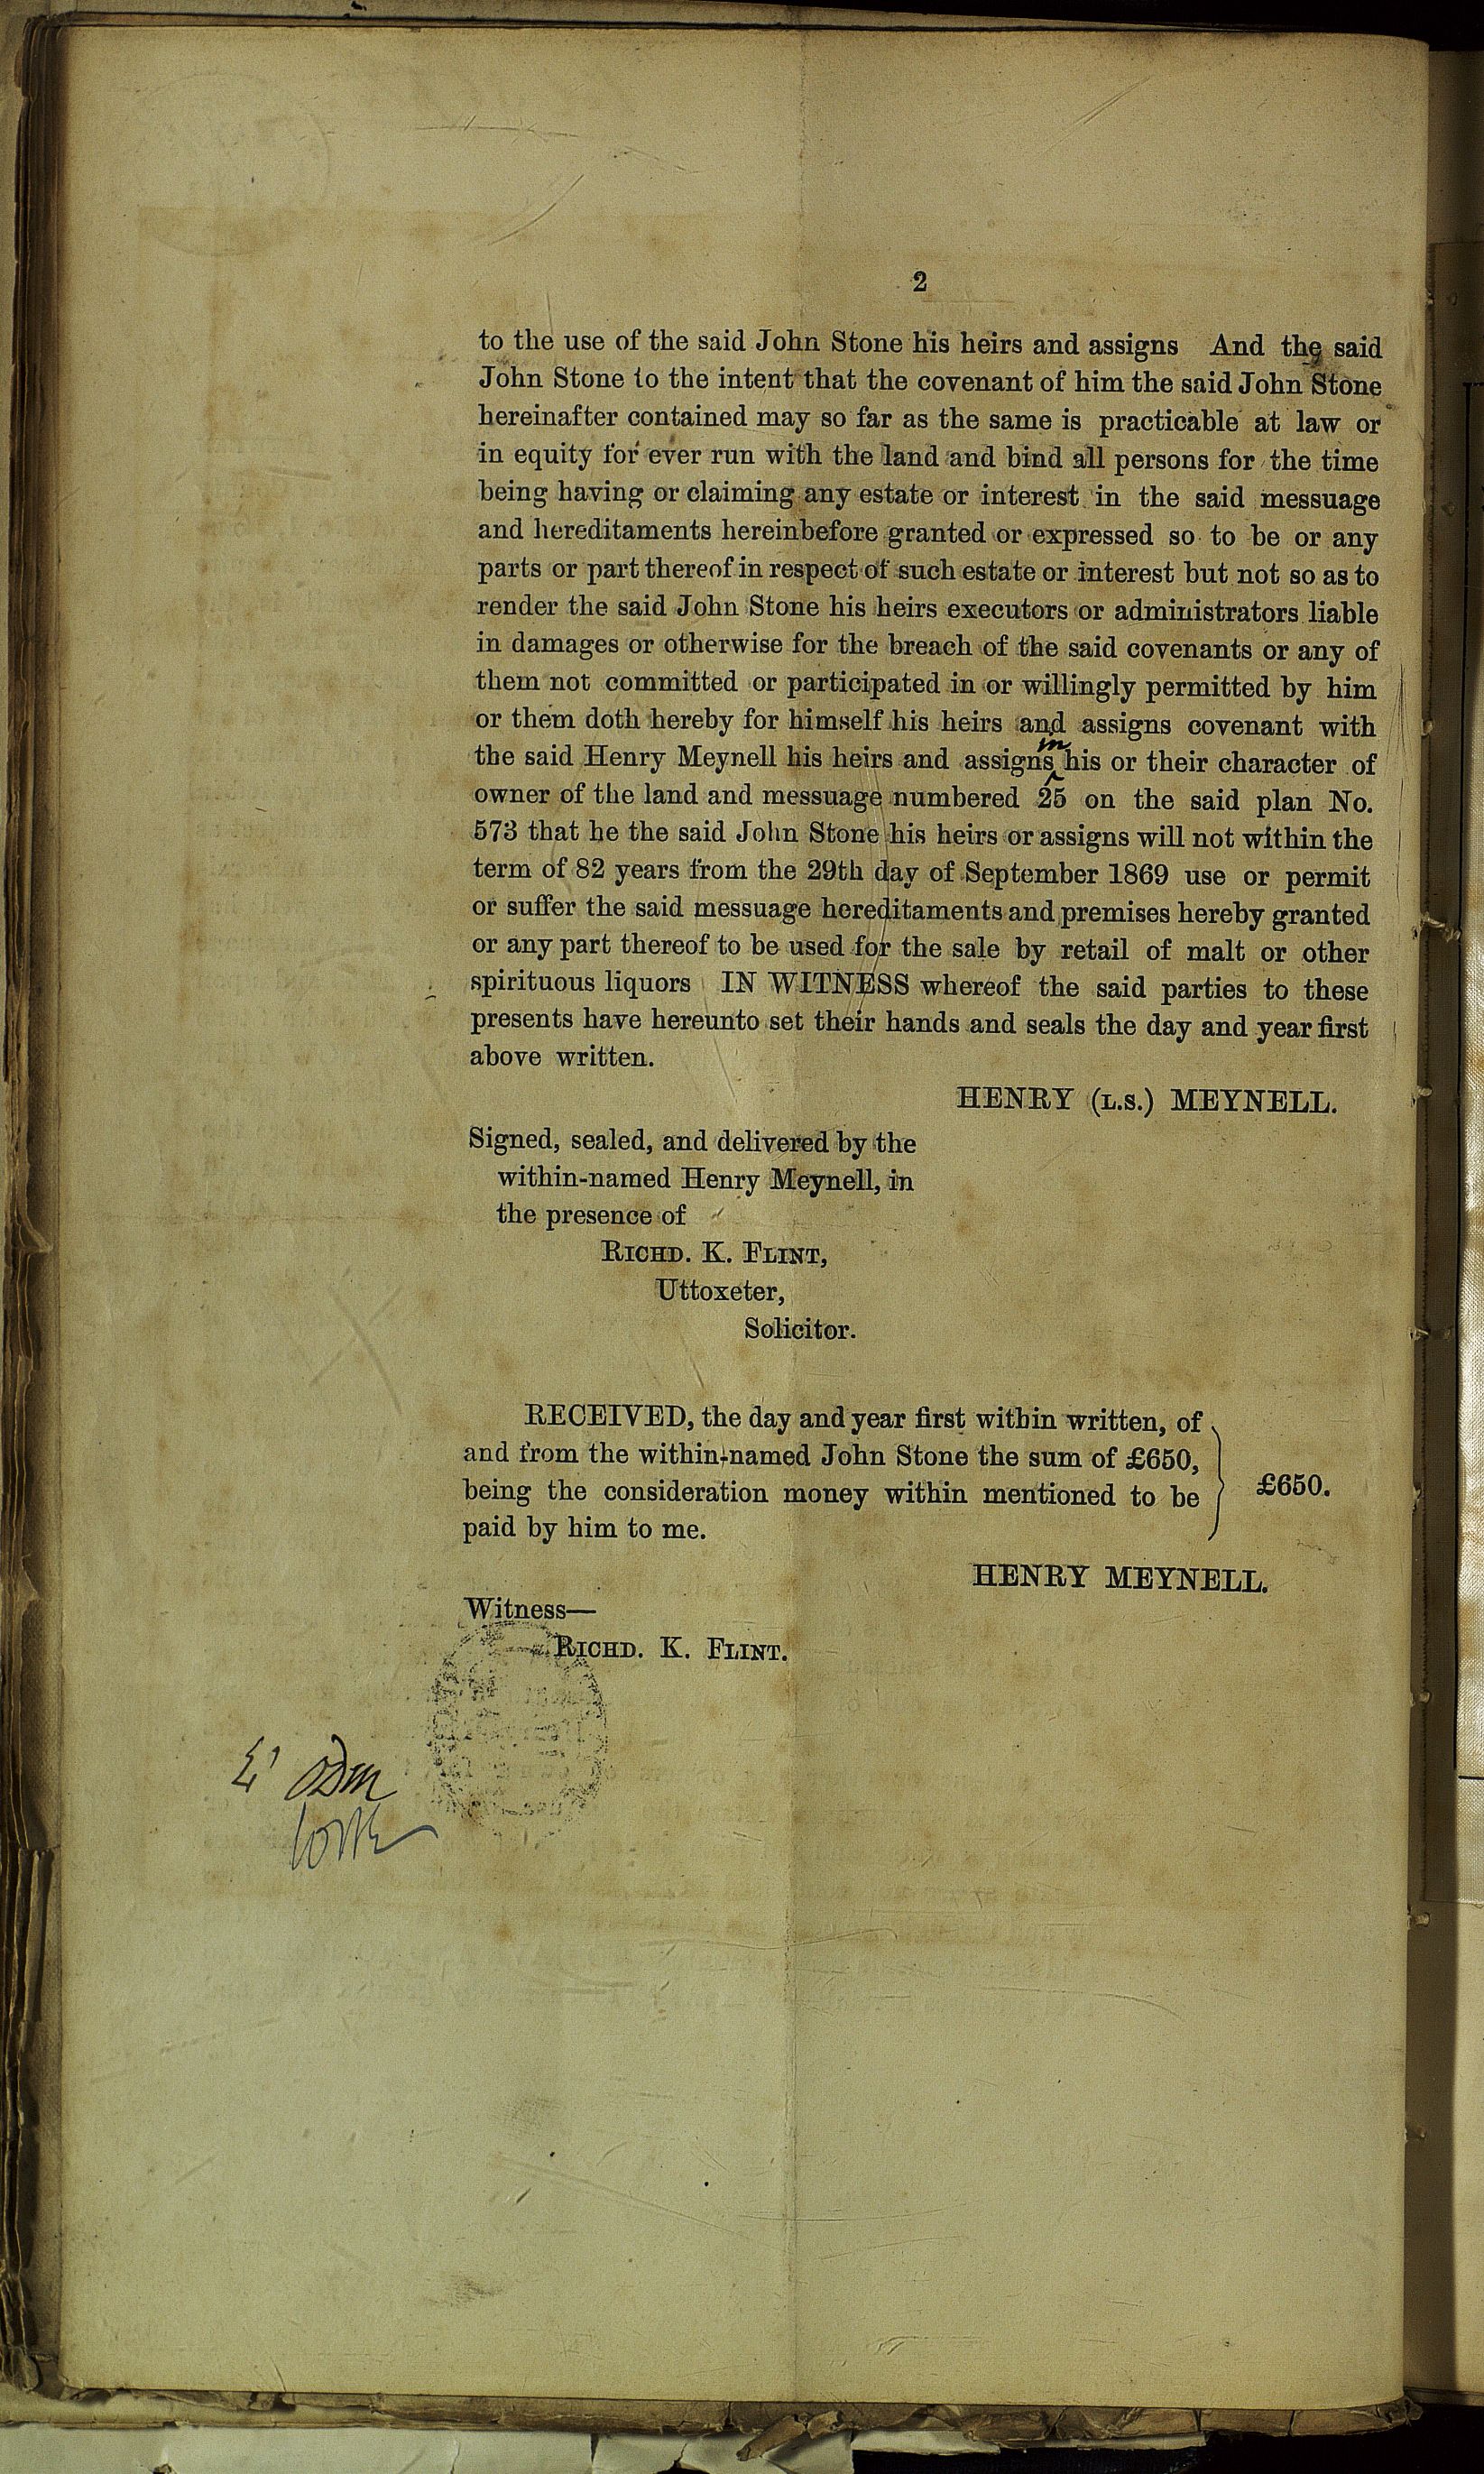 2
to the use of the said John Stone his heirs and assigns And the said
John Stone to the intent that the covenant of him the said John Stone
hereinafter contained may so far as the same is practicable at law or
in equity for ever run with the land and bind all persons for the time
being having or claiming any estate or interest in the said messuage
and hereditaments hereinbefore granted or expressed so to be or any
parts or part thereof in respect of such estate or interest but not so as to
render the said John Stone his heirs executors or administrators liable
in damages or otherwise for the breach of the said covenants or any of
them not committed or participated in or willingly permitted by him
or them doth hereby for himself his heirs and assigns covenant with
the said Henry Meynell his heirs and assigns in his or their character of
owner of the land and messuage numbered 25 on the said plan No.
573 that he the said John Stone his heirs or assigns will not within the
term of 82 years from the 29th day of September 1869 use or permit
or suffer the said messuage hereditaments and premises hereby granted
or any part thereof to be used for the sale by retail of malt or other
spirituous liquors IN WITNESS whereof the said parties to these
presents have hereunto set their hands and seals the day and year first
above written.
HENRY (L.S.) MEYNELL.
Signed, sealed, and delivered by the
within-named Henry Meynell, in
the presence of
RICHD. K. FLINT,
Uttoxeter,
Solicitor.
RECEIVED, the day and year first within written, of
and from the within-named John Stone the sum of £650,
being the consideration money within mentioned to be
paid by him to me.
£650.
HENRY MEYNELL.
Witness—
RICHD. K. FLINT.